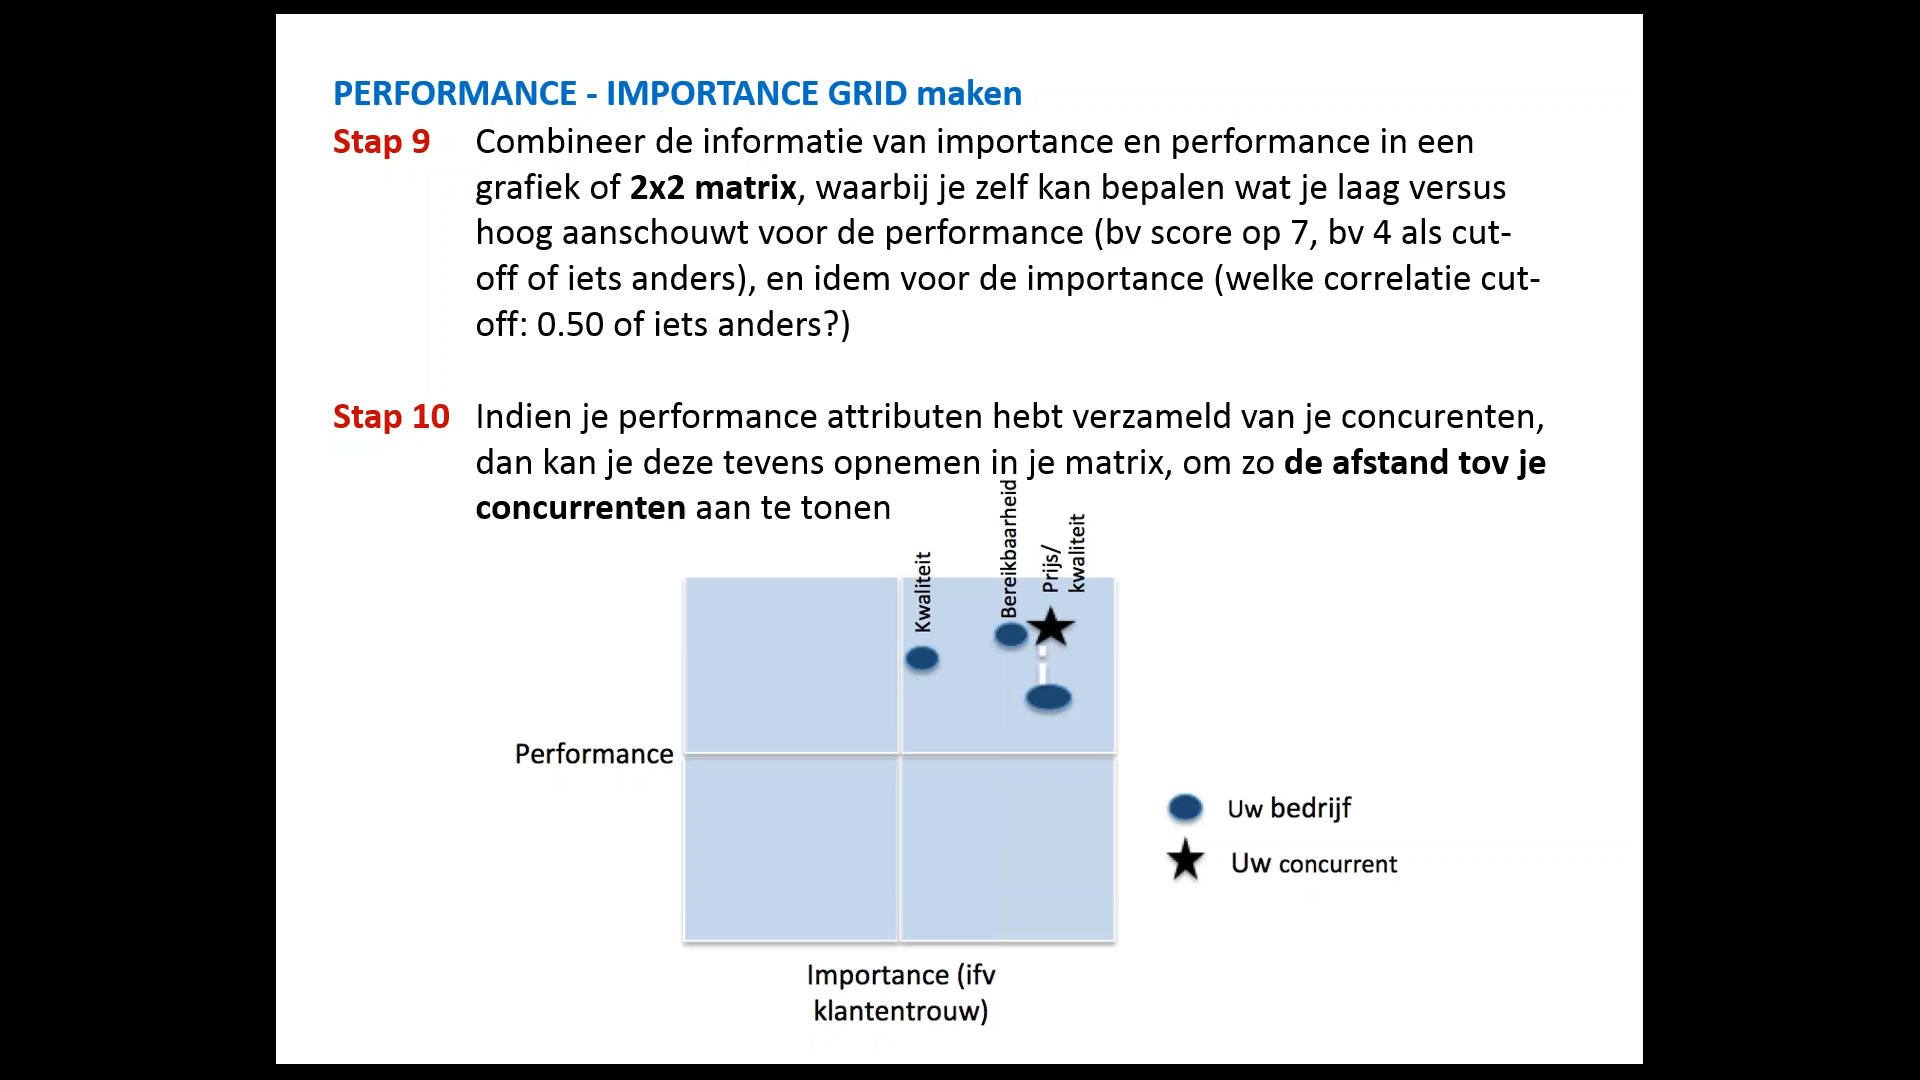 PERFORMANCE - IMPORTANCE GRID maken
Stap 9 Combineer de informatie van importance en performance in een
grafiek of 2x2 matrix, waarbij je zelf kan bepalen wat je laag versus
hoog aanschouwt voor de performance (bv score op 7, bv 4 als cut-
off of iets anders), en idem voor de importance (welke correlatie cut-
off: 0.50 of iets anders?)
Stap 10 Indien je performance attributen hebt verzameld van je concurenten,
dan kan je deze tevens opnemen in je matrix, om zo de afstand tov je
concurrenten aan te tonen
Kwaliteit
Bereikbaarheid
Prijs/
kwaliteit
Performance
Uw bedrijf
Uw concurrent
Importance (ifv
klantentrouw)